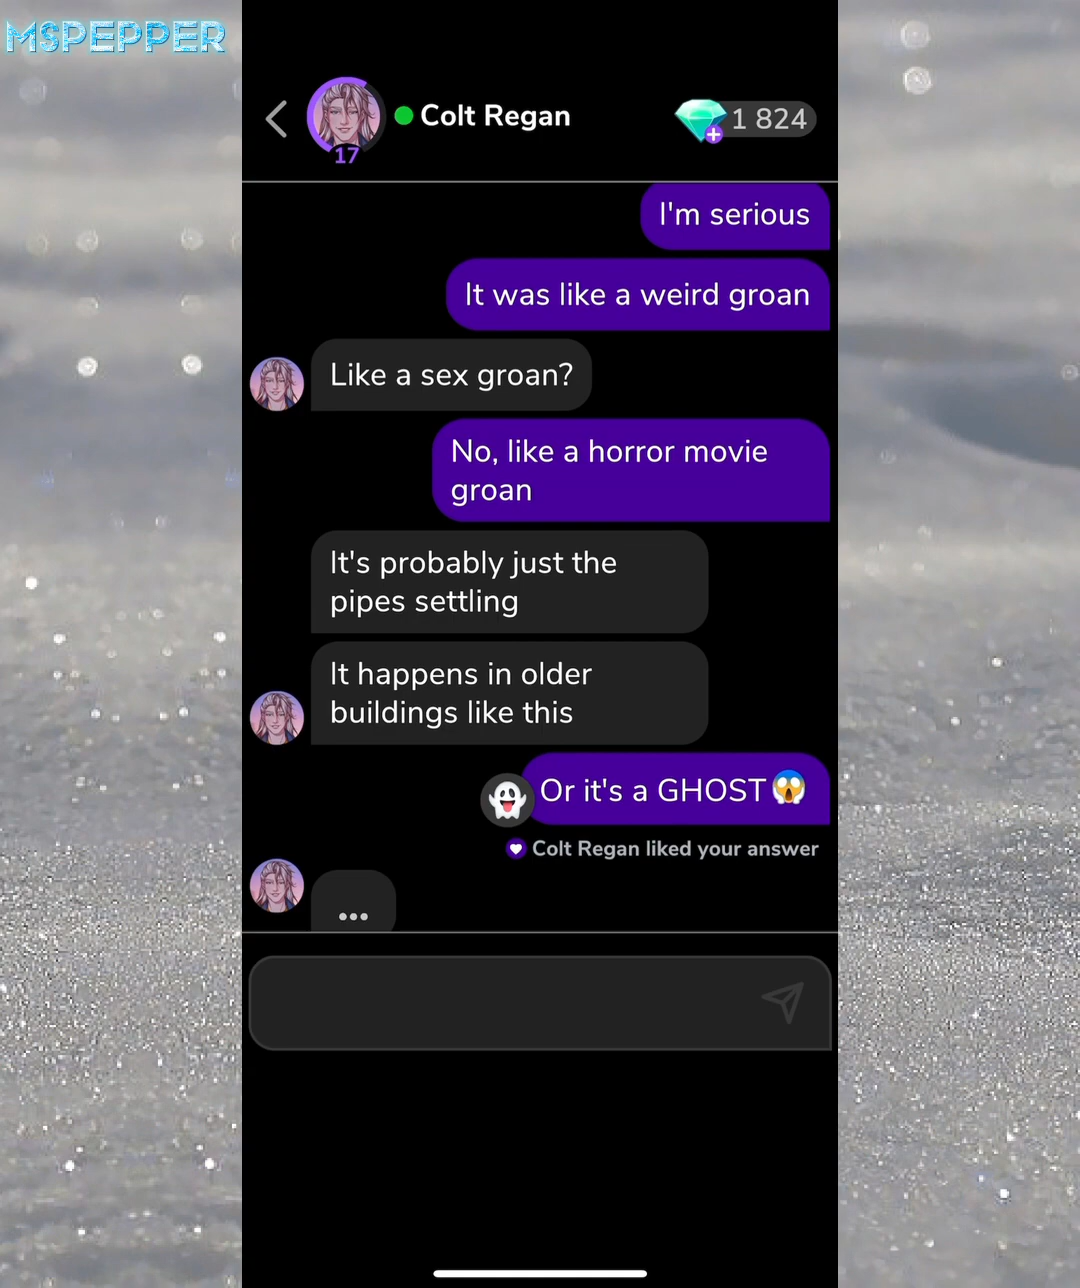 MSPEPPER
Colt Regan
1 824
17
I'm serious
It was like a weird groan
Like a sex groan?
No, like a horror movie
groan
It's probably just the
pipes settling
It happens in older
buildings like this
Or it's a GHOST😱
Colt Regan liked your answer
...